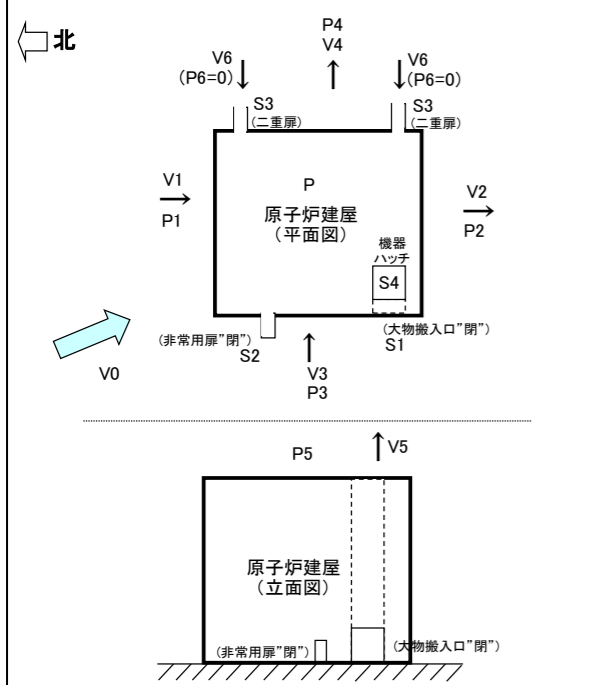 北
P4
V4
V6
(P6=0)
V6
(P6=0)
S3
(二重扉)
S3
(二重扉)
V1
P1
P
原子炉建屋
(平面図)
V2
P2
機器
ハッチ
S4
(非常用扉”閉”)
S2
(大物搬入口”閉”)
S1
V0
V3
P3
P5
V5
原子炉建屋
(立面図)
(非常用扉”閉”)
(大物搬入口”閉”)